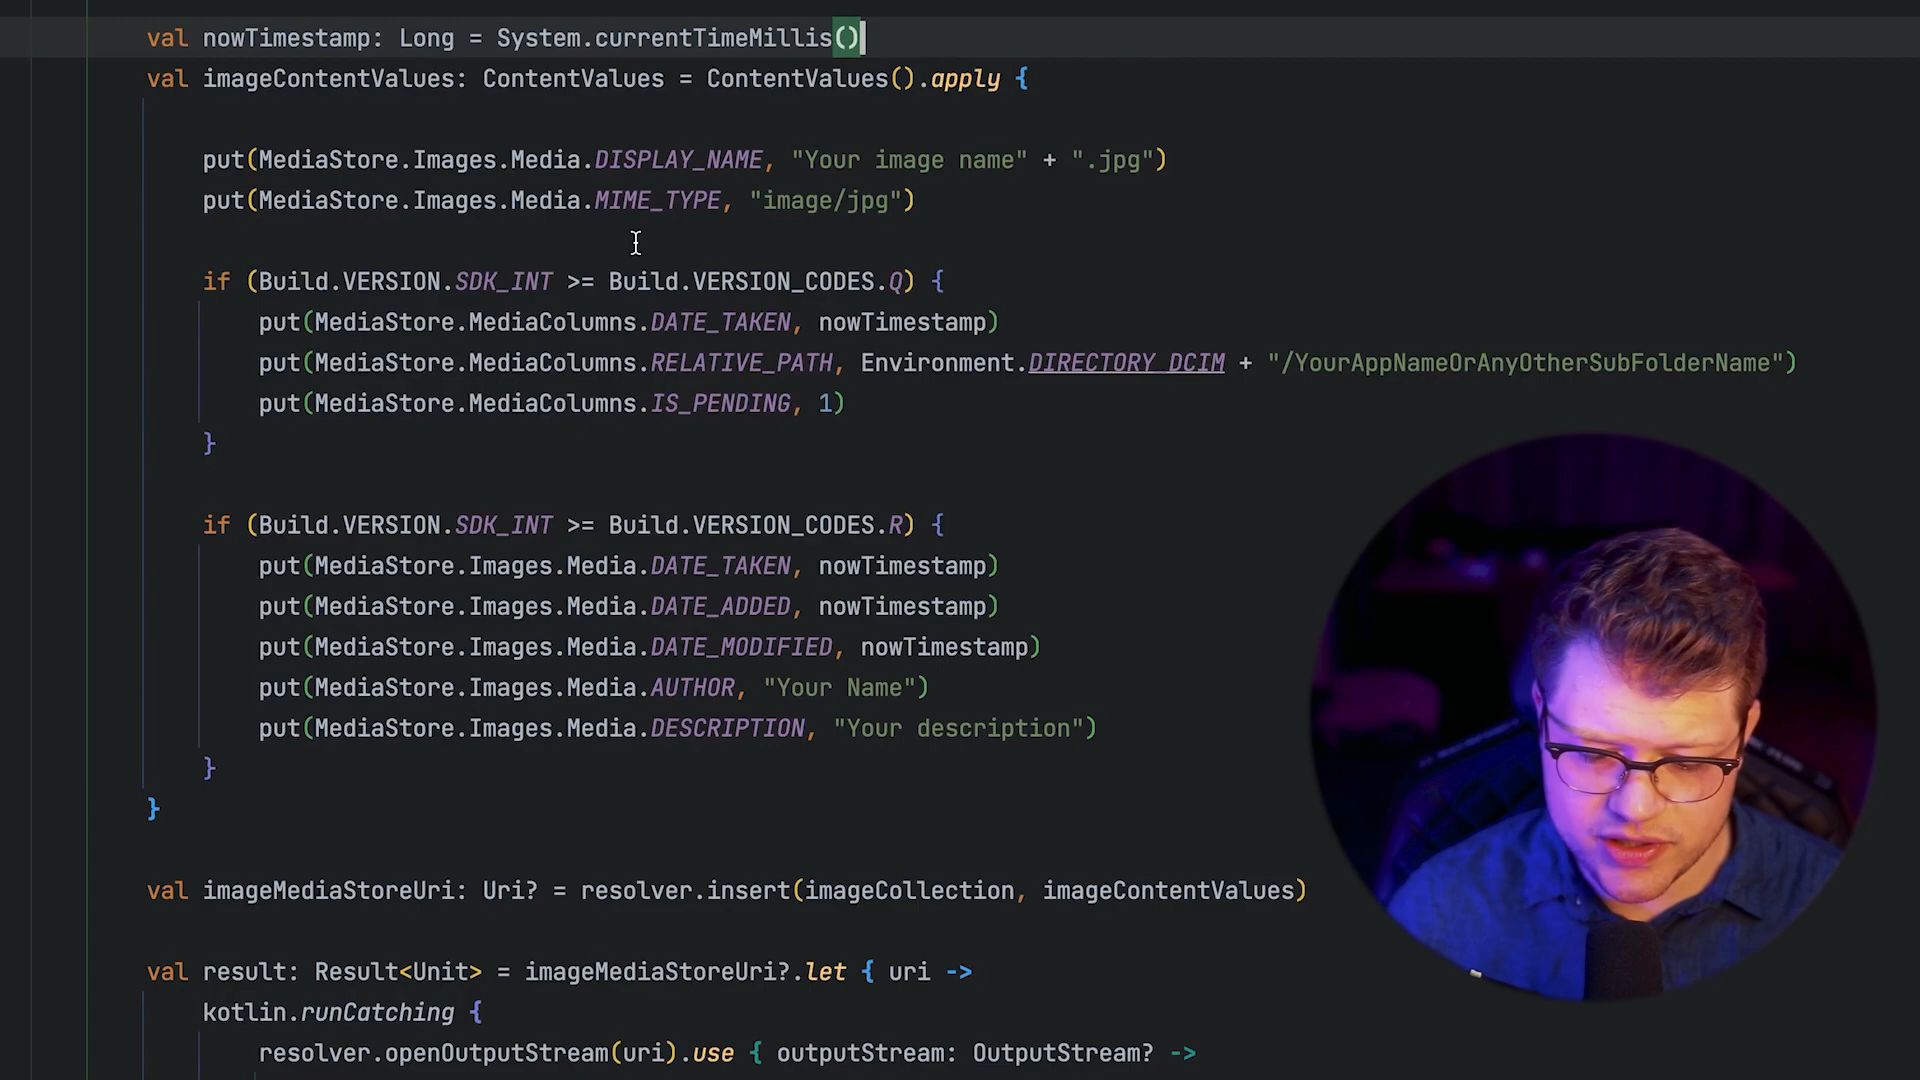 val nowTimestamp: Long = System.currentTimeMillis()
val imageContentValues: ContentValues = ContentValues().apply {
put(MediaStore.Images.Media.DISPLAY_NAME, "Your image name" + ".jpg")
put(MediaStore.Images.Media.MIME_TYPE, "image/jpg")
if (Build.VERSION.SDK_INT >= Build.VERSION_CODES.Q) {
put(MediaStore.MediaColumns.DATE_TAKEN, nowTimestamp)
put(MediaStore.MediaColumns.RELATIVE_PATH, Environment.DIRECTORY_DCIM + "/YourAppNameOrAnyOtherSubFolderName")
put(MediaStore.MediaColumns.IS_PENDING, 1)
}
if (Build.VERSION.SDK_INT >= Build.VERSION_CODES.R) {
put(MediaStore.Images.Media.DATE_TAKEN, nowTimestamp)
put(MediaStore.Images.Media.DATE_ADDED, nowTimestamp)
put(MediaStore.Images.Media.DATE_MODIFIED, nowTimestamp)
put(MediaStore.Images.Media.AUTHOR, "Your Name")
put(MediaStore.Images.Media.DESCRIPTION, "Your description")
}
}
val imageMediaStoreUri: Uri? = resolver.insert(imageCollection, imageContentValues)
val result: Result<Unit> = imageMediaStoreUri?.let { uri ->
kotlin.runCatching {
resolver.openOutputStream(uri).use { outputStream: OutputStream? ->